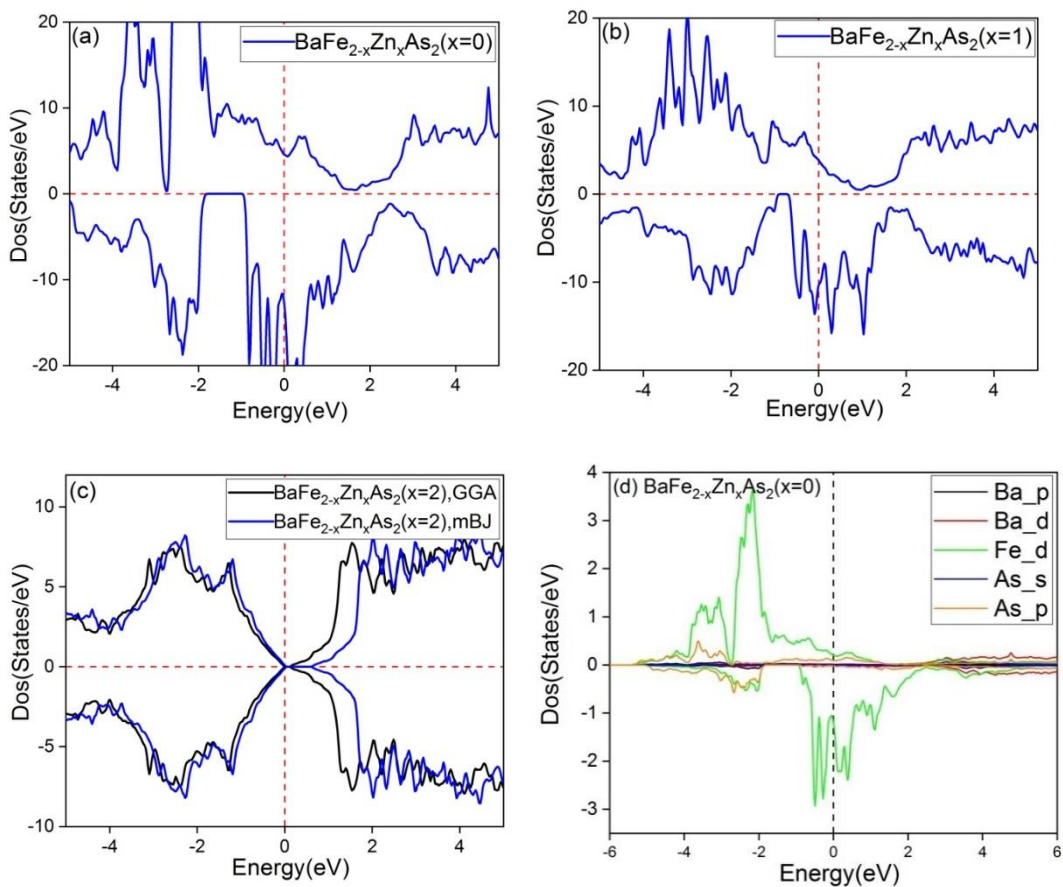 (a)
BaFe2-xZnxAs2(x=0)
20
10
0
-10
-20
Dos(States/eV)
-4
-2
0
2
4
Energy(eV)
(b)
BaFe2-xZnxAs2(x=1)
20
10
0
-10
-20
Dos(States/eV)
-4
-2
0
2
4
Energy(eV)
(c)
BaFe2-xZnxAs2(x=2),GGA
BaFe2-xZnxAs2(x=2),mBJ
10
5
0
-5
-10
Dos(States/eV)
-4
-2
0
2
4
Energy(eV)
(d) BaFe2-xZnxAs2(x=0)
Ba_p
Ba_d
Fe_d
As_s
As_p
4
3
2
1
0
-1
-2
-3
Dos(States/eV)
-6
-4
-2
0
2
4
6
Energy(eV)